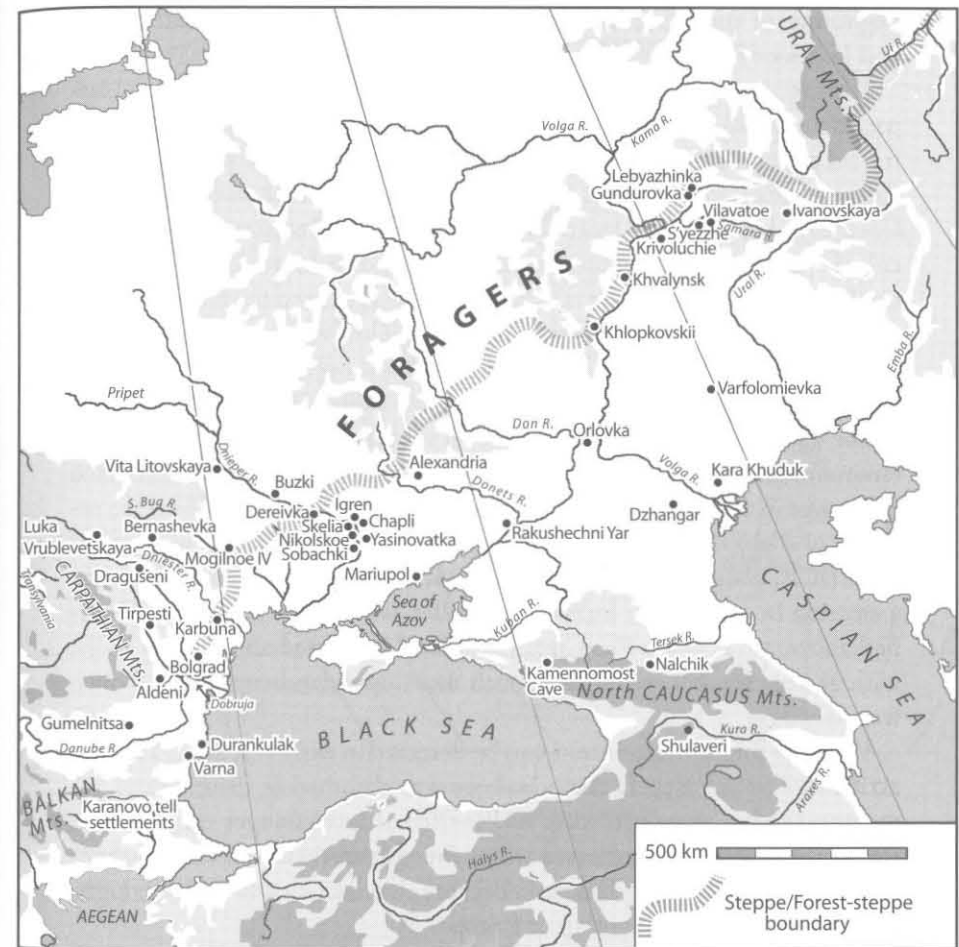 URAL Mts.
Ui R.
Volga R.
Kama R.
Lebyazhinka
Gundurovka
Vilavatoe
Ivanovskaya
S'yezzhe
Samara R.
Krivoluchie
Ural R.
Khvalynsk
FORAGERS
Khlopkovskii
Emba R.
Varfolomievka
Pripet
Don R.
Orlovka
Vita Litovskaya
Dnieper R.
Alexandria
Volga R.
Kara Khuduk
Buzki
Donets R.
S. Bug R.
Dereivka
Igren
Dzhangar
Luka
Vrublevetskaya
Bernashevka
Skelia
Chapli
Nikolskoe
Yasinovatka
Rakushechni Yar
Mogilnoe IV
Sobachki
Dniester R.
Draguseni
Mariupol
CARPATHIAN Mts.
Transylvania
Sea of
Azov
CASPIAN SEA
Tirpesti
Karbuna
Kuban R.
Tersek R.
Bolgrad
Kamennomost
Cave
Nalchik
Aldeni
North CAUCASUS Mts.
Dobruja
Gumelnitsa
BLACK SEA
Kura R.
Danube R.
Durankulak
Shulaveri
Varna
BALKAN
Mts.
Karanovo tell
settlements
Araxes R.
500 km
Halys R.
Steppe/Forest-steppe
boundary
AEGEAN